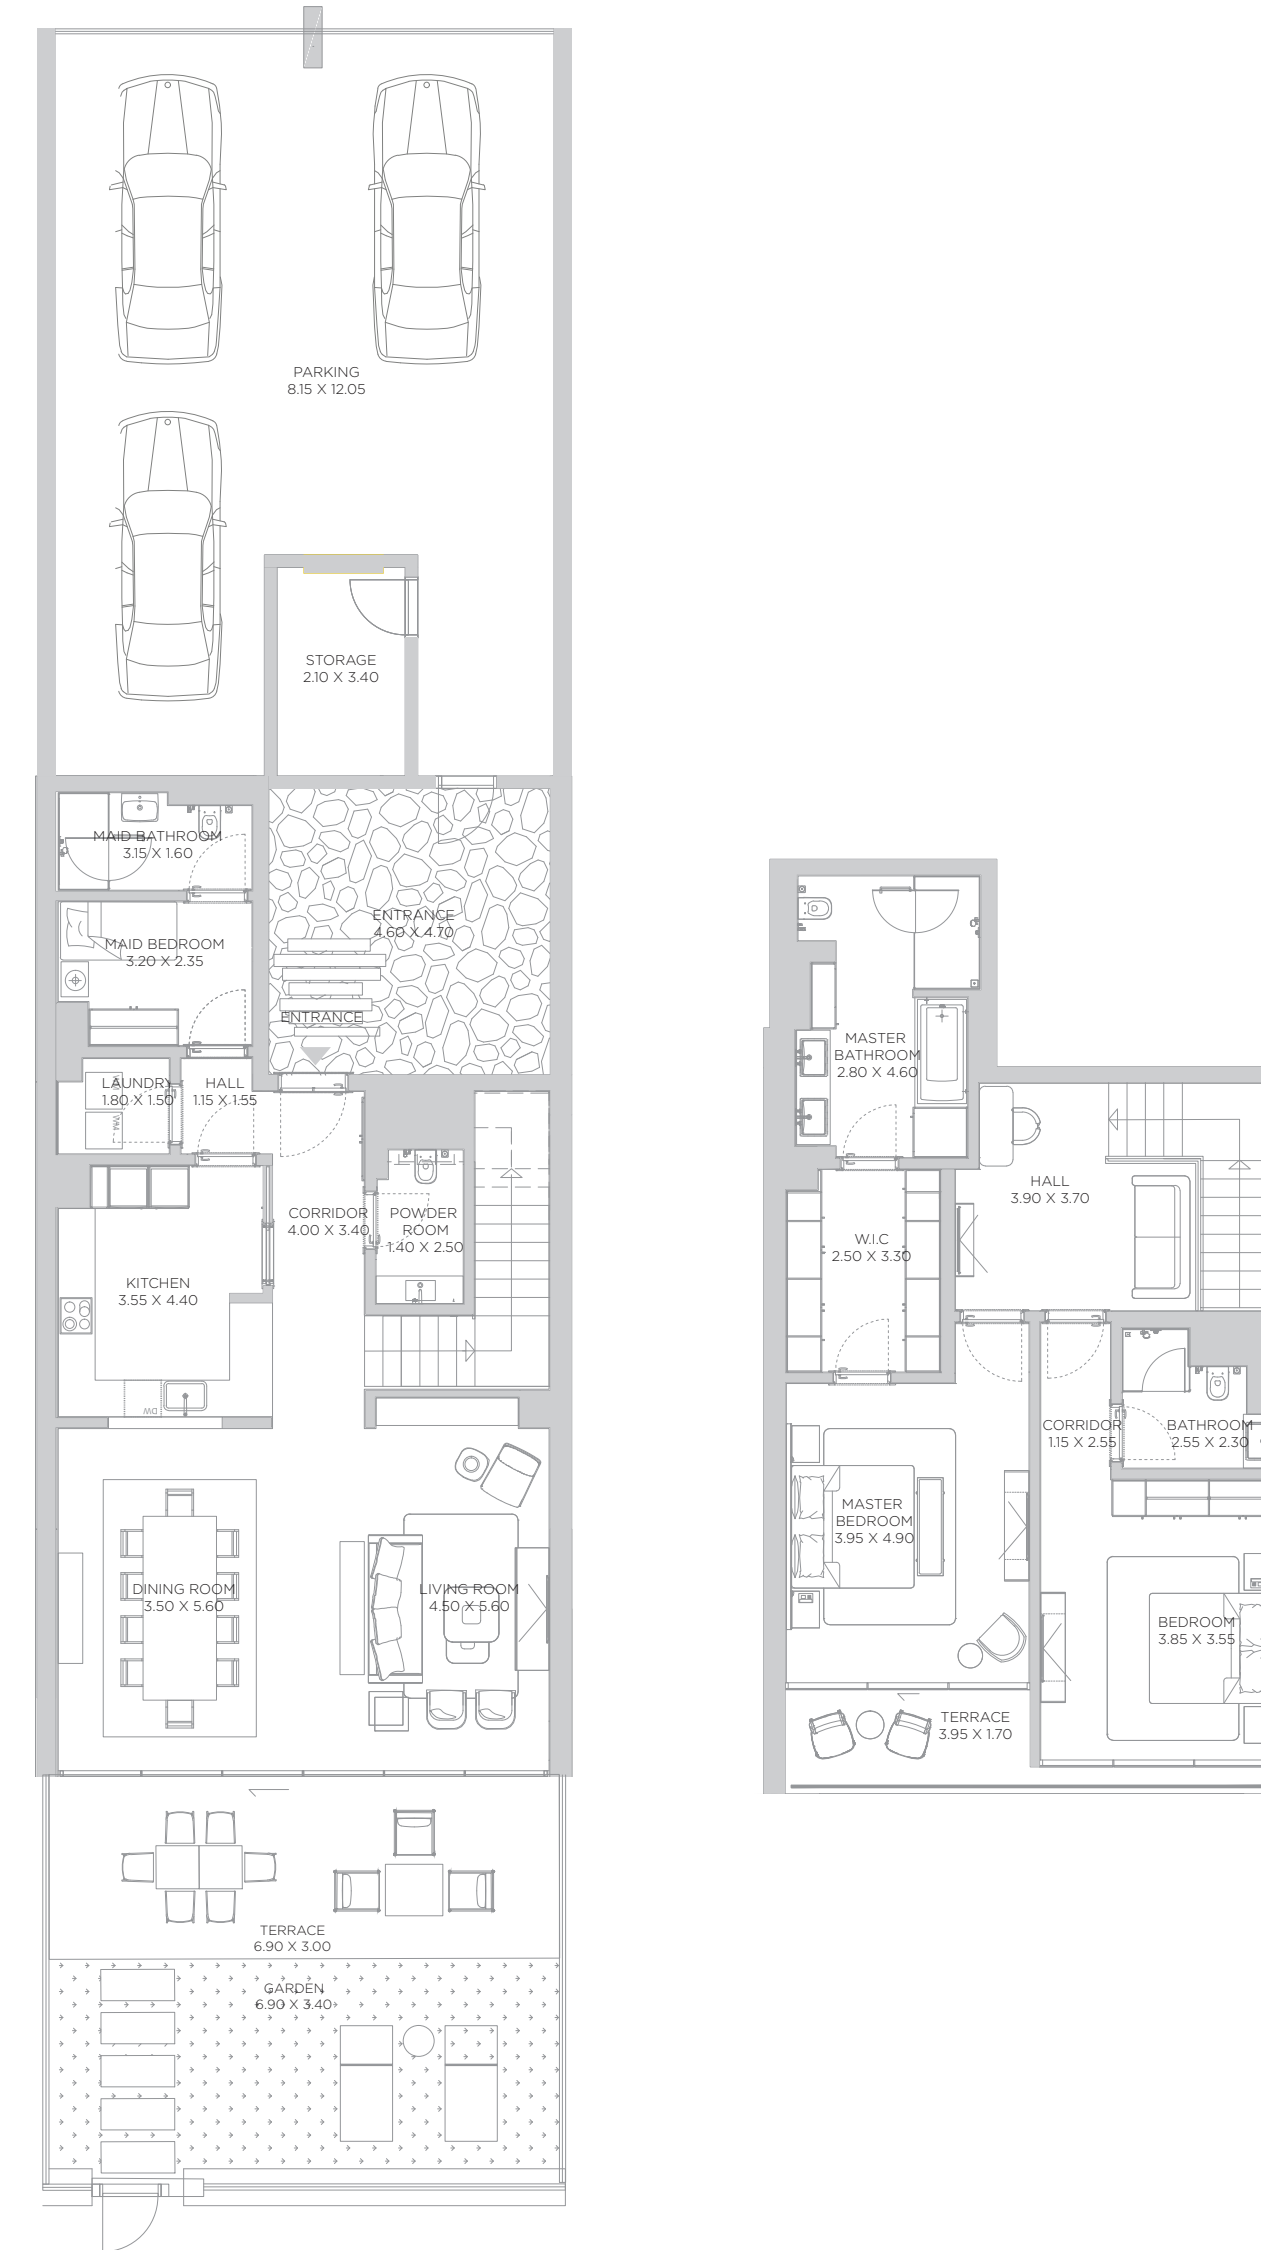 PARKING
8.15 X 12.05
STORAGE
2.10 X 3.40
MAID BATHROOM
3.15 X 1.60
ENTRANCE
4.60 X 4.70
MAID BEDROOM
3.20 X 2.35
ENTRANCE
LAUNDRY
1.80 X 1.50
WM
HALL
1.15 X 1.55
CORRIDOR
4.00 X 3.40
POWDER
ROOM
1.40 X 2.50
KITCHEN
3.55 X 4.40
DW
DINING ROOM
3.50 X 5.60
LIVING ROOM
4.50 X 5.60
TERRACE
6.90 X 3.00
GARDEN
6.90 X 3.40
MASTER
BATHROOM
2.80 X 4.60
HALL
3.90 X 3.70
W.I.C
2.50 X 3.30
CORRIDOR
1.15 X 2.55
BATHROOM
2.55 X 2.30
MASTER
BEDROOM
3.95 X 4.90
BEDROOM
3.85 X 3.55
TERRACE
3.95 X 1.70